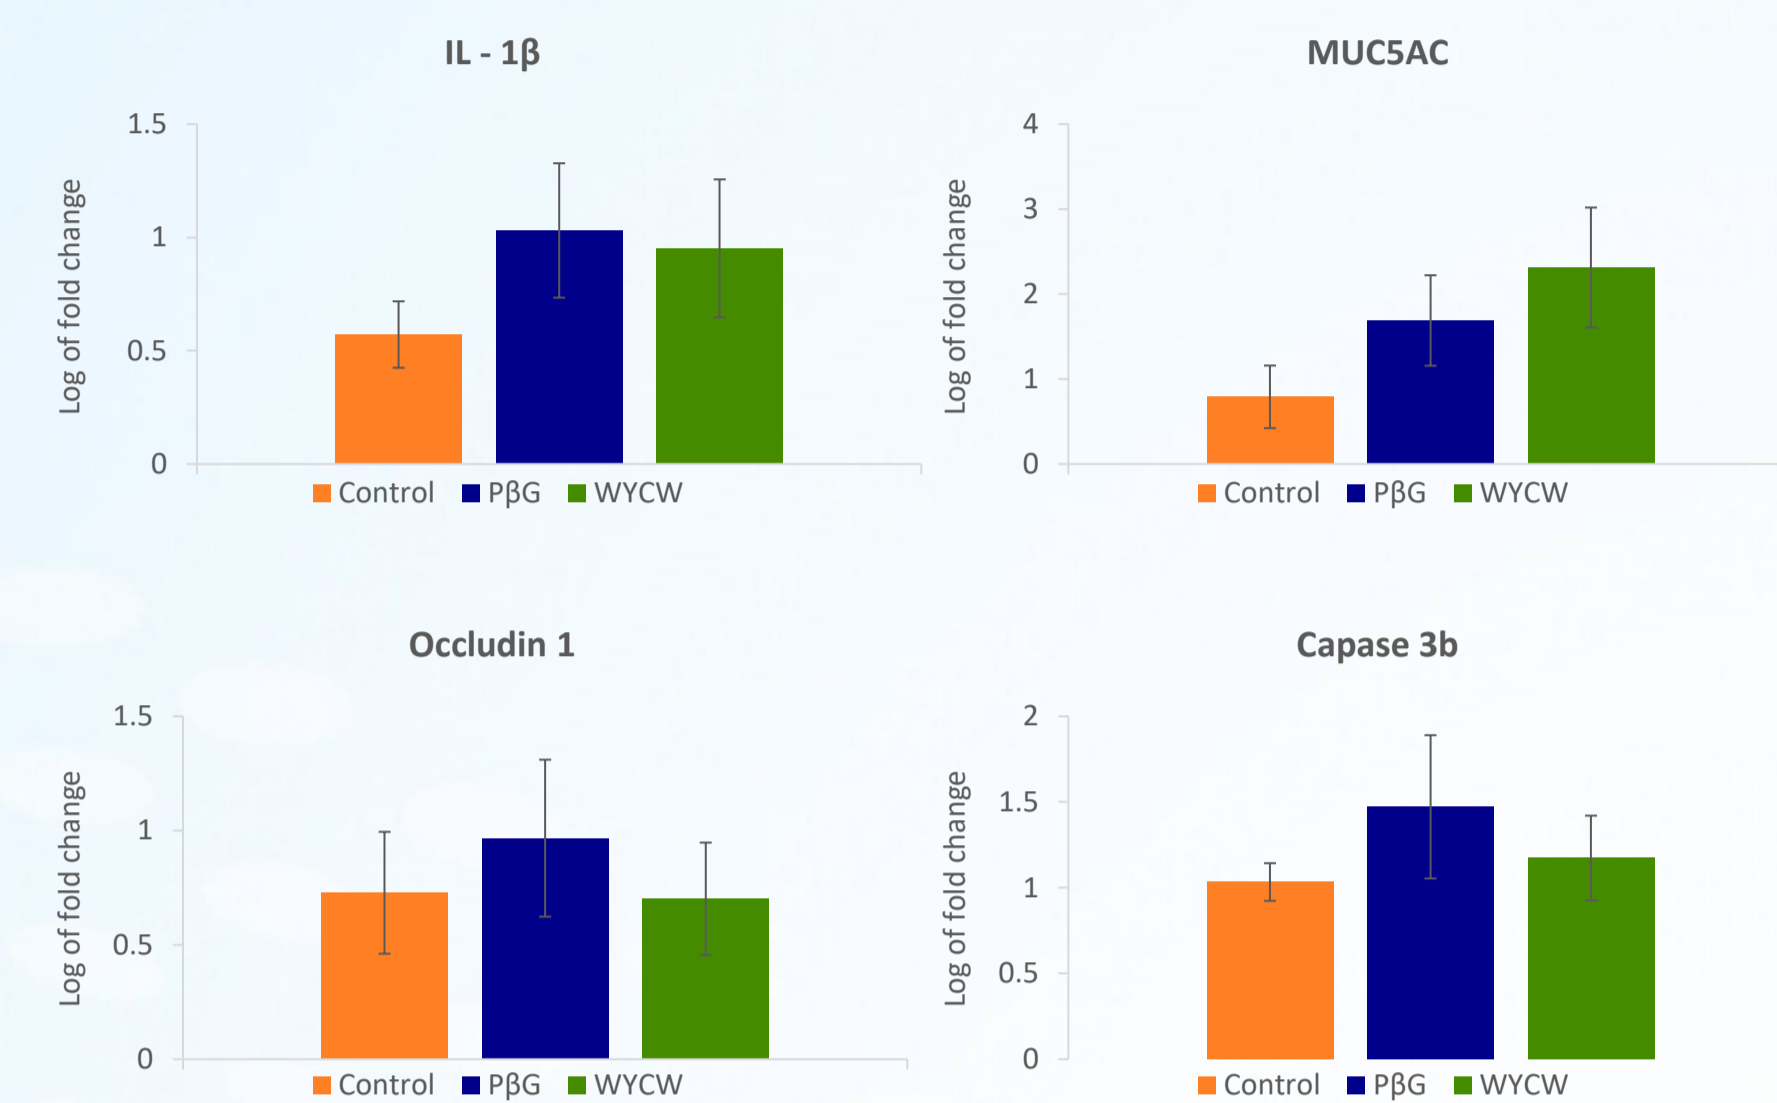 IL - 1β
Log of fold change
1.5
1
0.5
0
Control PβG WYCW
MUC5AC
Log of fold change
4
3
2
1
0
Control PβG WYCW
Occludin 1
Log of fold change
1.5
1
0.5
0
Control PβG WYCW
Capase 3b
Log of fold change
2
1.5
1
0.5
0
Control PβG WYCW